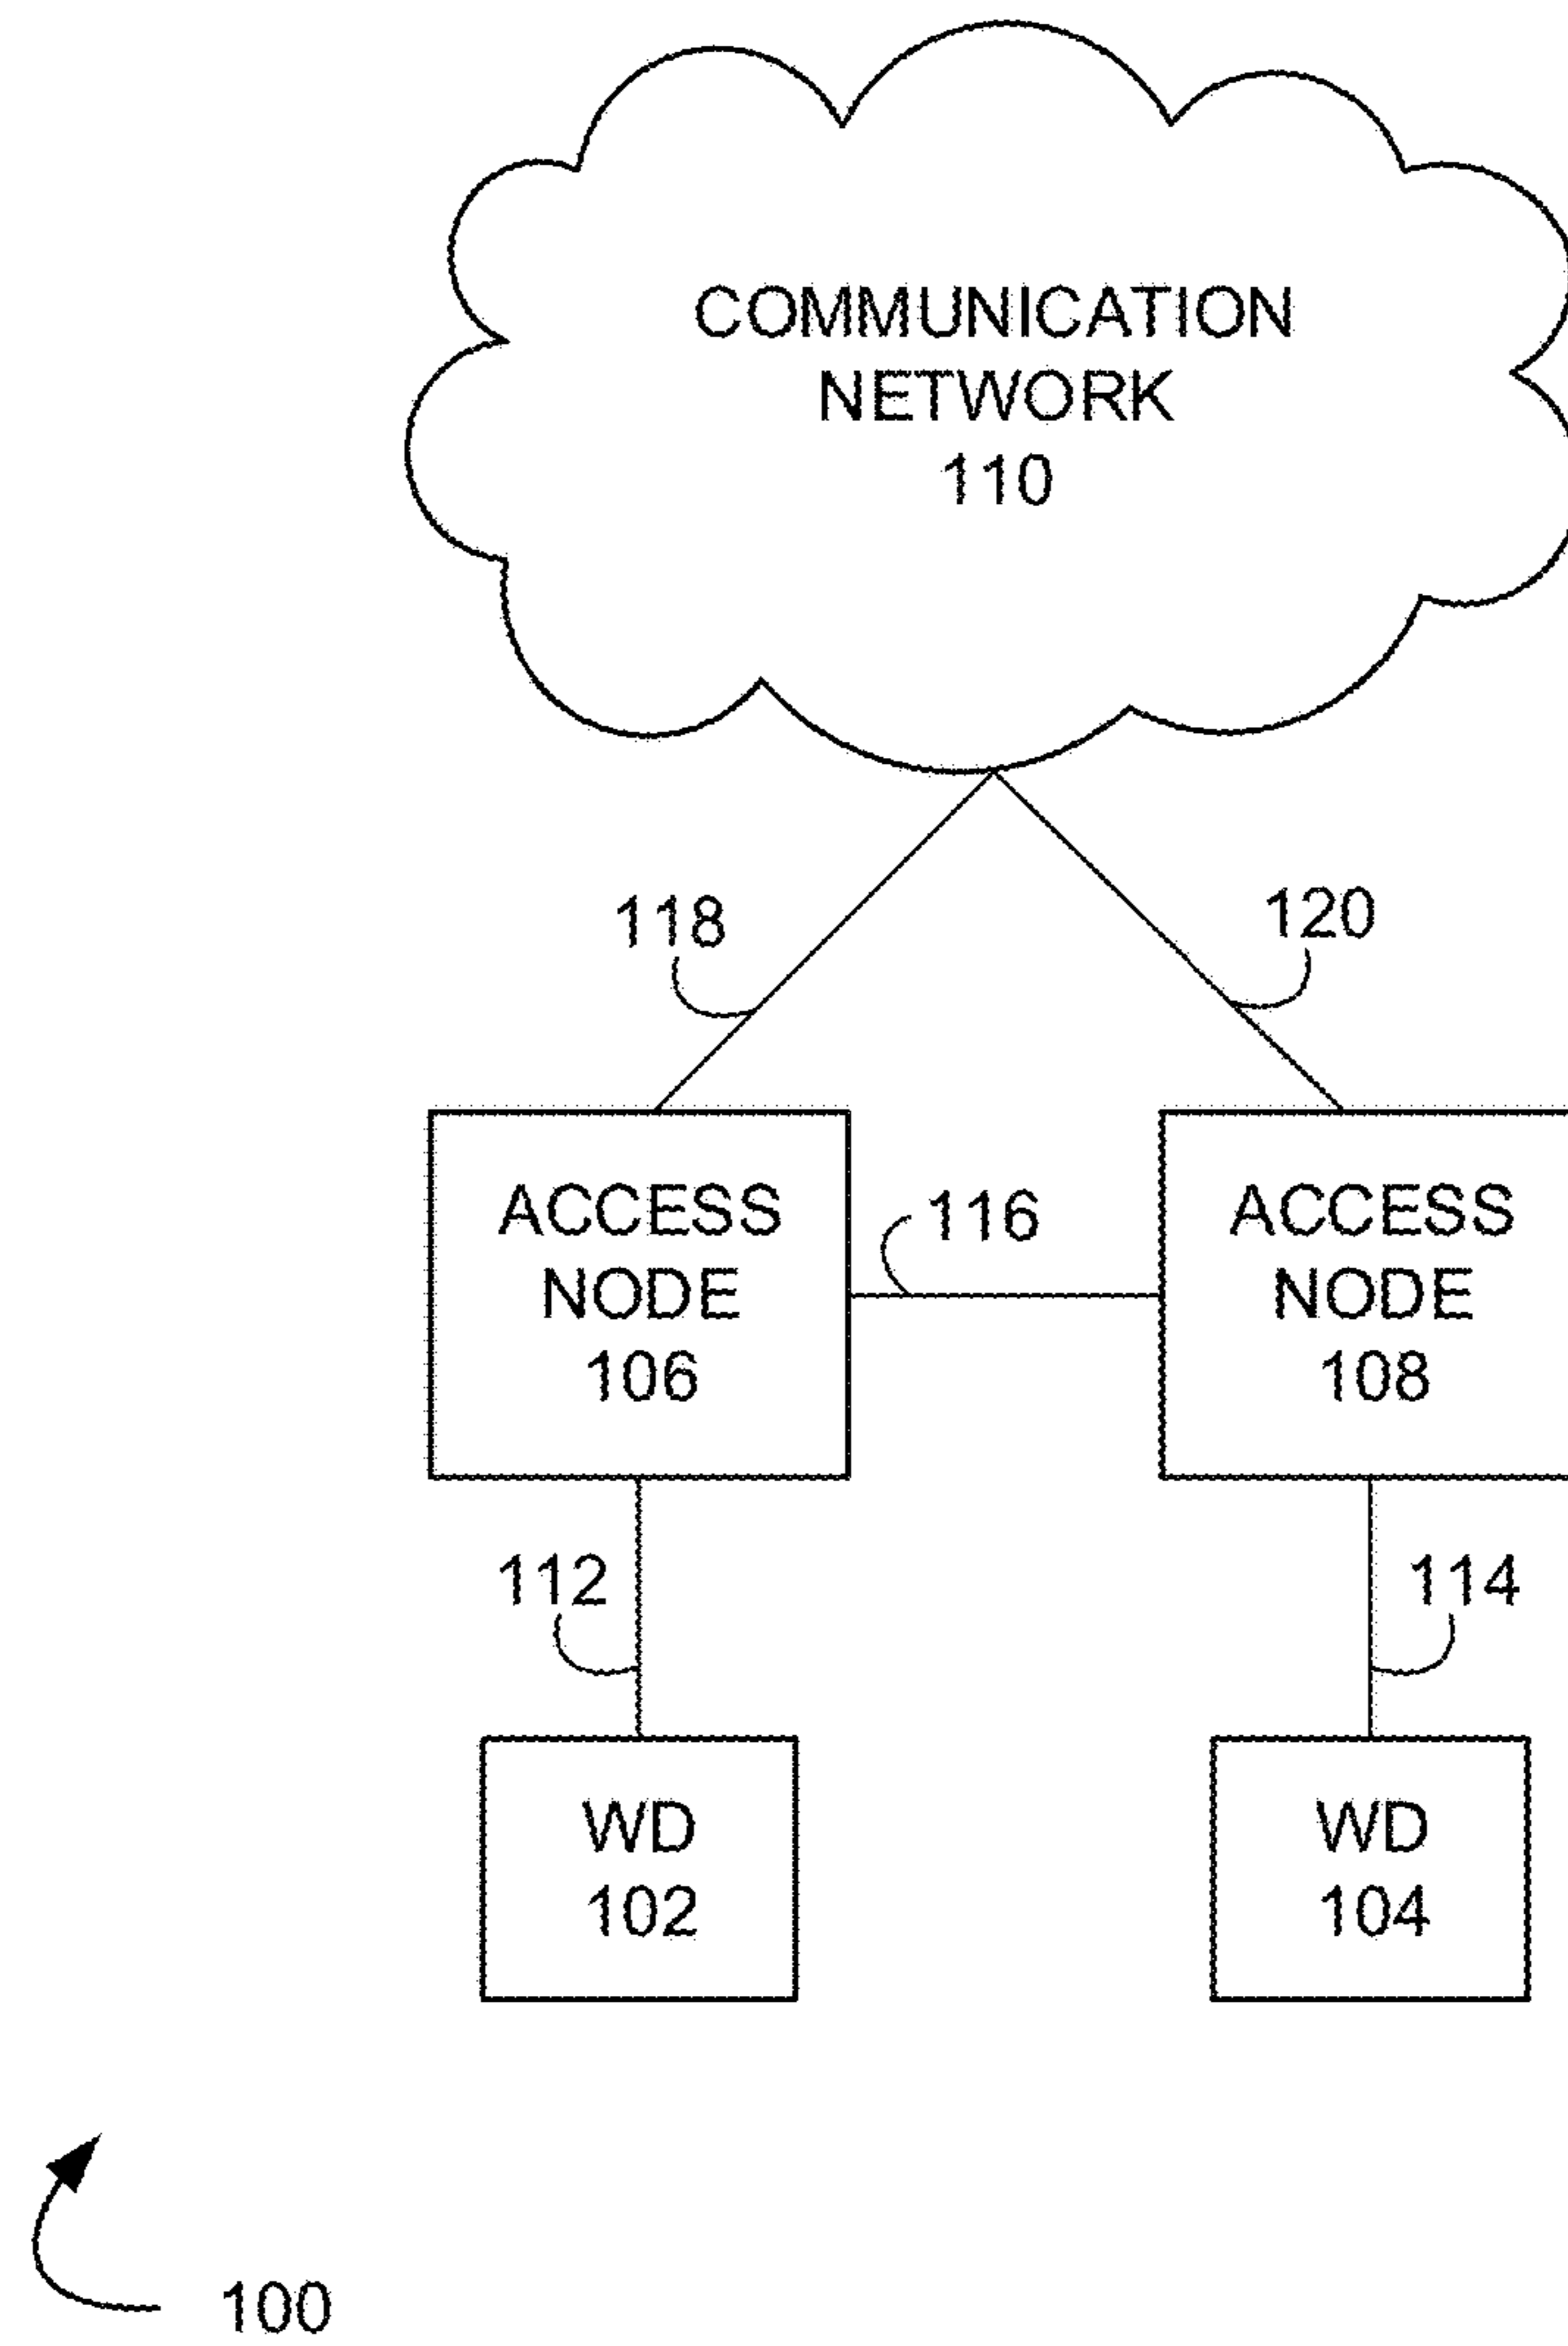 COMMUNICATION
NETWORK
110
118
120
ACCESS
NODE
106
116
ACCESS
NODE
108
112
114
WD
102
WD
104
100